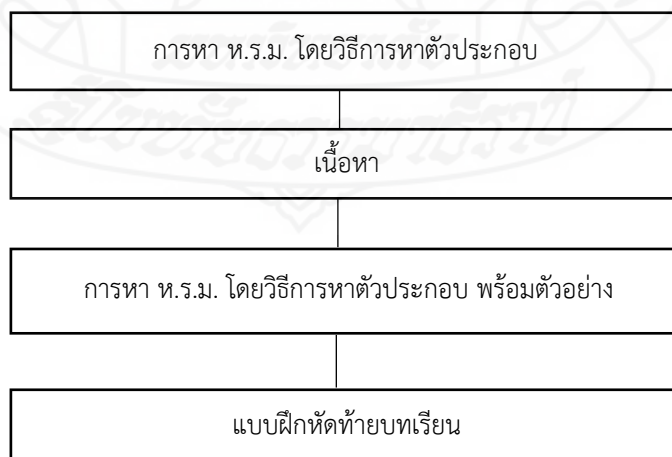 การหา ห.ร.ม. โดยวิธีการหาตัวประกอบ
เนื้อหา
การหา ห.ร.ม. โดยวิธีการหาตัวประกอบ พร้อมตัวอย่าง
แบบฝึกหัดท้ายบทเรียน